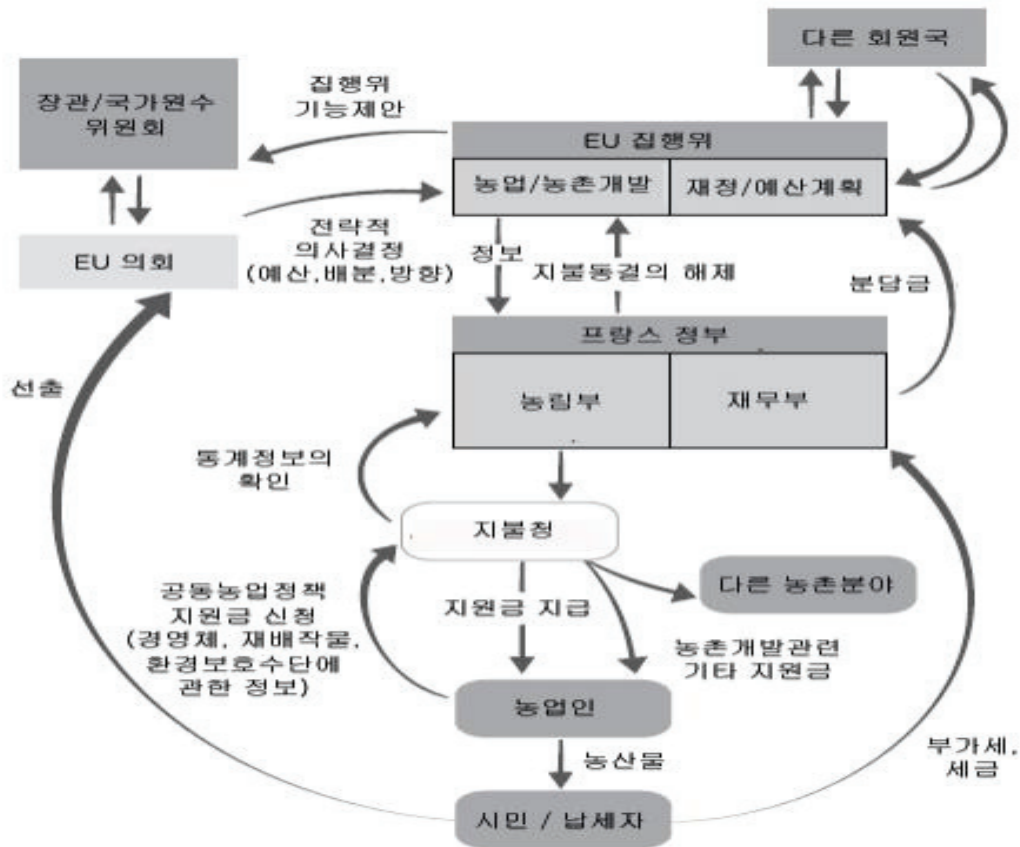 다른 회원국
장관/국가원수
위원회
집행위
기능제안
EU 집행위
농업/농촌개발
재정/예산계획
EU 의회
전략적
의사결정
(예산,배분,방향)
정보
지불동결의 해제
분담금
프랑스 정부
농림부
재무부
선출
통계정보의
확인
지불청
다른 농촌분야
공동농업정책
지원금 신청
(경영체, 재배작물,
환경보호수단에
관한 정보)
지원금 지급
농촌개발관련
기타 지원금
농업인
농산물
부가세,
세금
시민 / 납세자